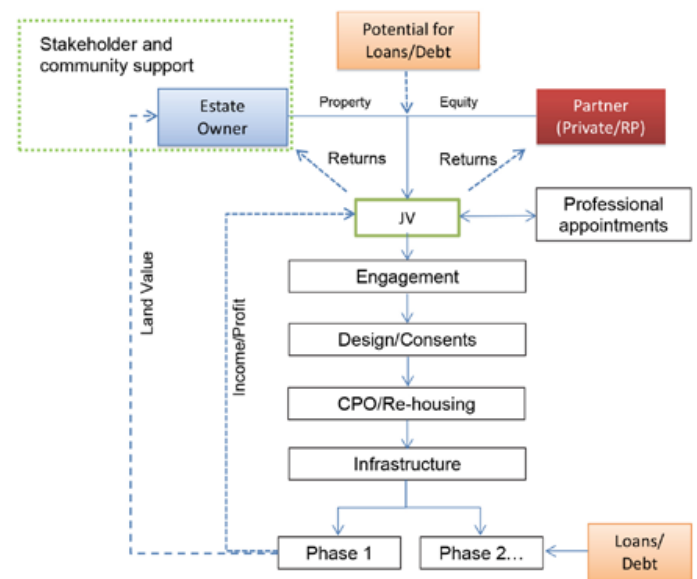 Potential for
Loans/Debt
Stakeholder and
community support
Estate
Owner
Property
Equity
Partner
(Private/RP)
Returns
Returns
JV
Professional
appointments
Engagement
Design/Consents
CPO/Re-housing
Infrastructure
Land Value
Income/Profit
Phase 1
Phase 2...
Loans/
Debt